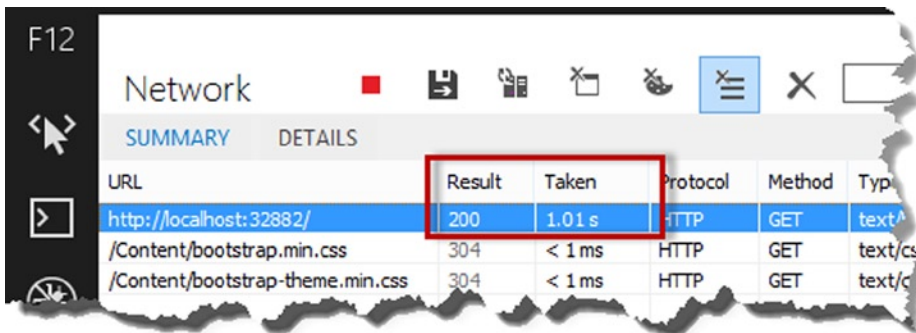 F12
Network
SUMMARY DETAILS
URL Result Taken Protocol Method
http://localhost:32882/ 200 1.01 s HTTP GET
/Content/bootstrap.min.css 304 < 1 ms HTTP GET
/Content/bootstrap-theme.min.css 304 < 1 ms HTTP GET